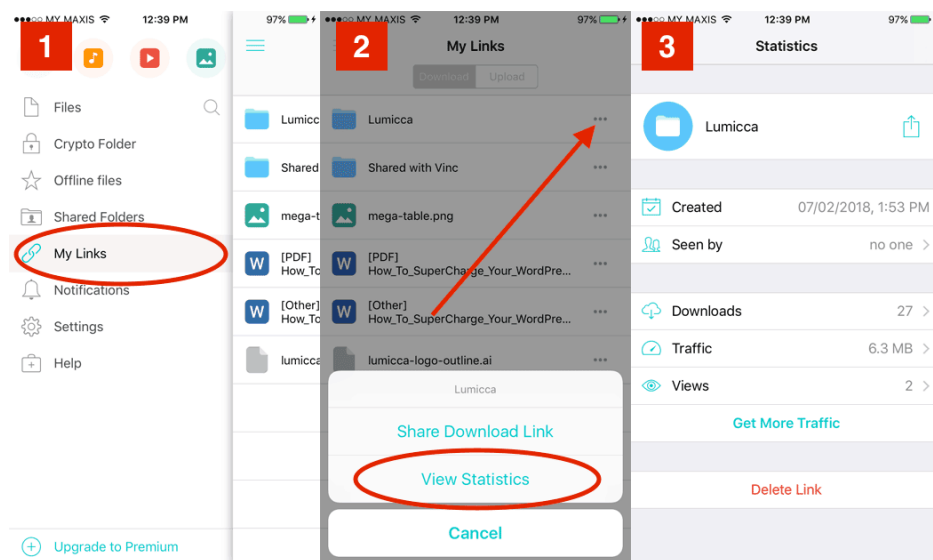 ●●●○○ MY MAXIS 12:39 PM 97%
1
Files
Crypto Folder
Offline files
Shared Folders
My Links
Notifications
Settings
Help
Upgrade to Premium
Lumicc
Shared
mega-t
[PDF]
How_To
[Other]
How_To
lumicca
●●●○○ MY MAXIS 12:39 PM 97%
2
My Links
Download Upload
Lumicca
Shared with Vinc
mega-table.png
W [PDF]
How_To_SuperCharge_Your_WordPre...
W [Other]
How_To_SuperCharge_Your_WordPre...
lumicca-logo-outline.ai
Lumicca
Share Download Link
View Statistics
Cancel
●●●○○ MY MAXIS 12:39 PM 97%
3
Statistics
Lumicca
Created 07/02/2018, 1:53 PM
Seen by no one
Downloads 27
Traffic 6.3 MB
Views 2
Get More Traffic
Delete Link